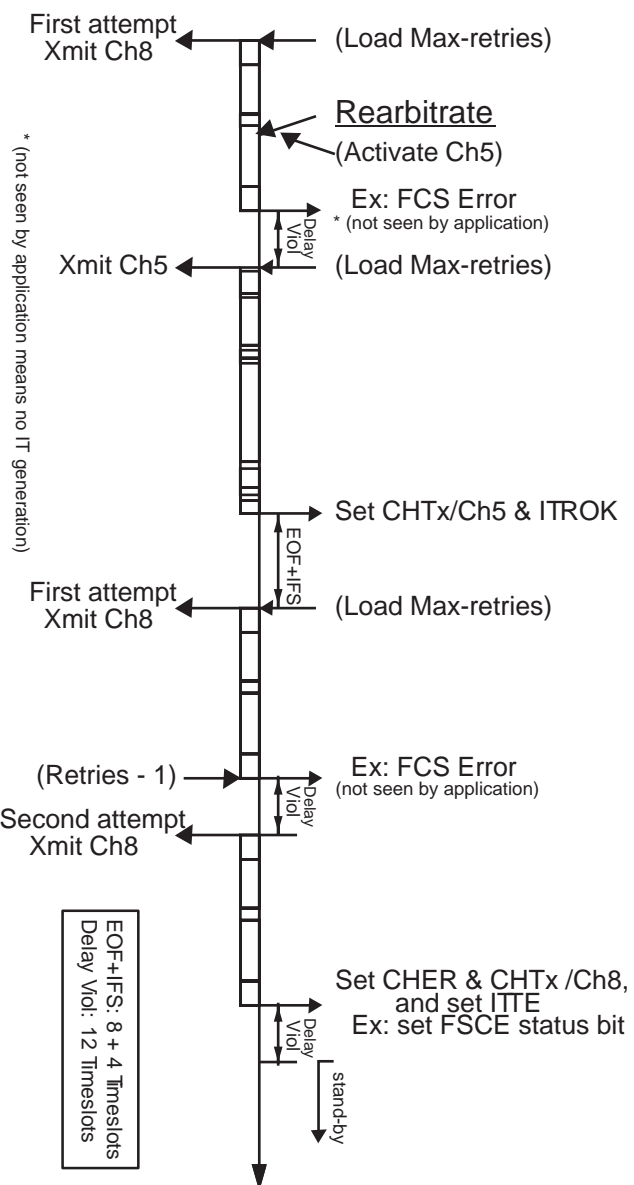 First attempt
Xmit Ch8
(Load Max-retries)
Rearbitrate
(Activate Ch5)
Ex: FCS Error
* (not seen by application)
Delay
Viol
Xmit Ch5
(Load Max-retries)
* (not seen by application means no IT generation)
Set CHTx/Ch5 & ITROK
EOF+IFS
First attempt
Xmit Ch8
(Load Max-retries)
(Retries - 1)
Ex: FCS Error
(not seen by application)
Delay
Viol
Second attempt
Xmit Ch8
Set CHER & CHTx /Ch8,
and set ITTE
Ex: set FSCE status bit
Delay
Viol
stand-by
EOF+IFS: 8 + 4 Timeslots
Delay Viol: 12 Timeslots